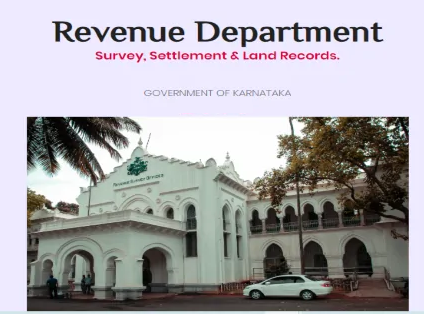 Revenue Department
Survey, Settlement & Land Records.
GOVERNMENT OF KARNATAKA